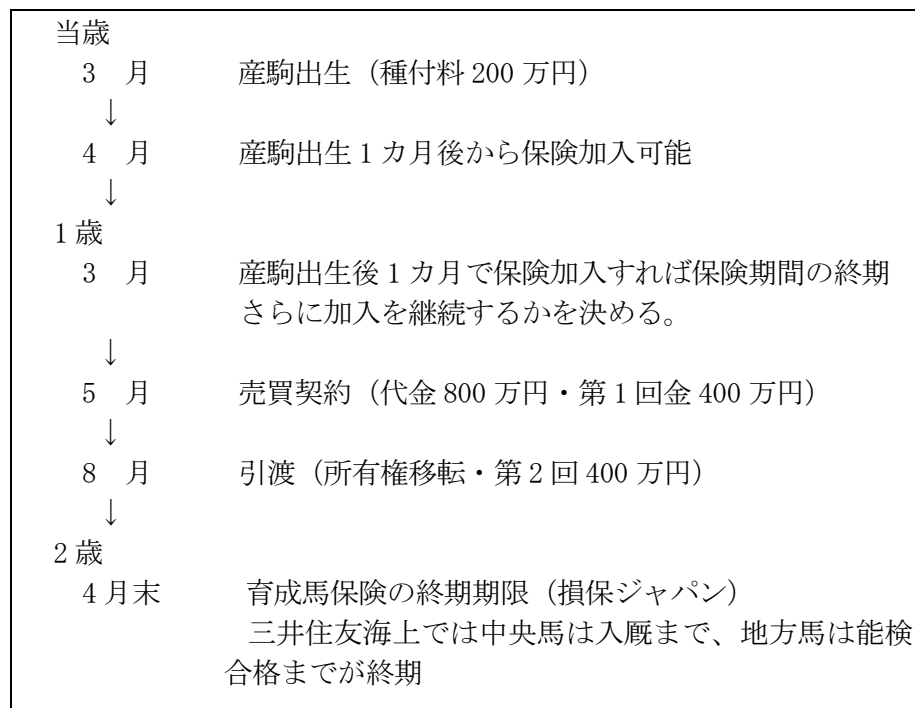 当歳
3 月 産駒出生（種付料 200 万円）
↓
4 月 産駒出生 1 カ月後から保険加入可能
↓
1 歳
3 月 産駒出生後 1 カ月で保険加入すれば保険期間の終期
さらに加入を継続するかを決める。
↓
5 月 売買契約（代金 800 万円・第 1 回金 400 万円）
↓
8 月 引渡（所有権移転・第 2 回 400 万円）
↓
2 歳
4 月末 育成馬保険の終期期限（損保ジャパン）
三井住友海上では中央馬は入厩まで、地方馬は能検
合格までが終期